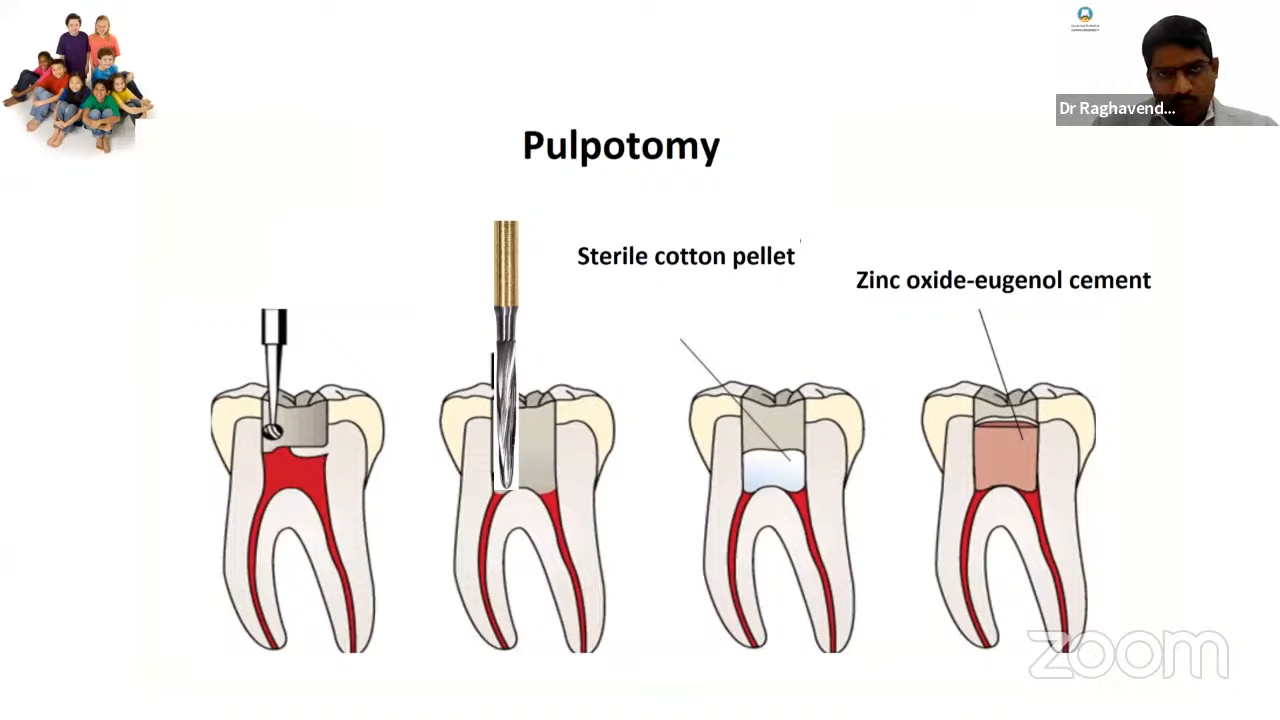 Dr Raghavend...
Pulpotomy
Sterile cotton pellet
Zinc oxide-eugenol cement
zoom